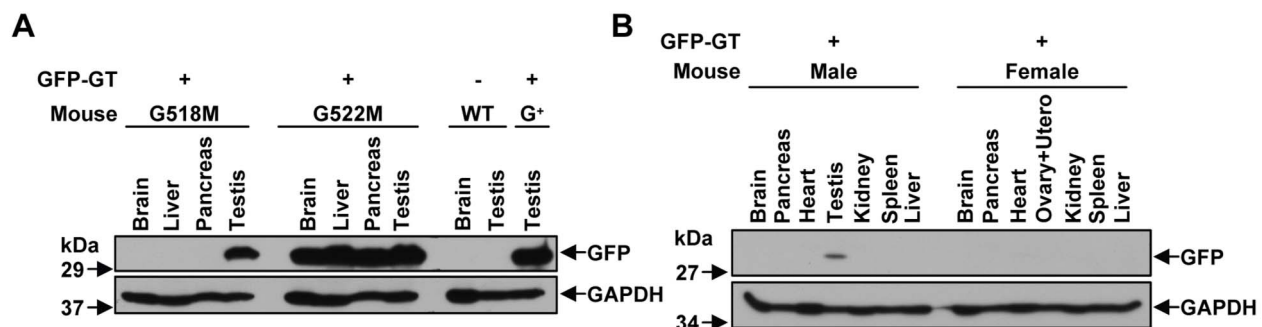 A
GFP-GT + + - +
Mouse G518M G522M WT G⁺
Brain Liver Pancreas Testis Brain Liver Pancreas Testis Brain Testis Testis
kDa
29 GFP
37 GAPDH
B
GFP-GT + +
Mouse Male Female
Brain Pancreas Heart Testis Kidney Spleen Liver Brain Pancreas Heart Ovary+Utero Kidney Spleen Liver
kDa
27 GFP
34 GAPDH